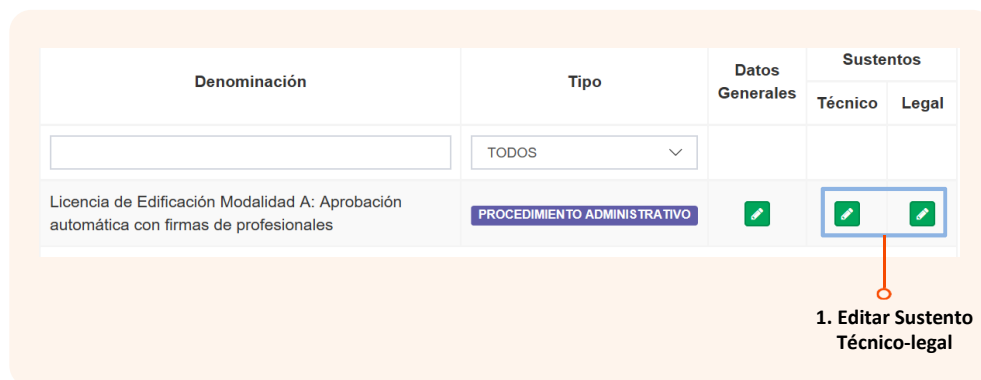 Denominación
Tipo
Datos
Generales
Sustentos
Técnico
Legal
TODOS
Licencia de Edificación Modalidad A: Aprobación
automática con firmas de profesionales
PROCEDIMIENTO ADMINISTRATIVO
1. Editar Sustento
Técnico-legal